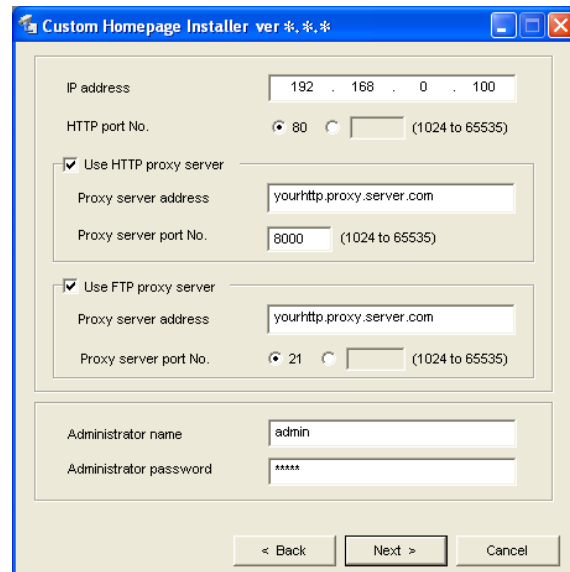 Custom Homepage Installer ver *.*.*
IP address 192 . 168 . 0 . 100
HTTP port No. 80 (1024 to 65535)
Use HTTP proxy server
Proxy server address yourhttp.proxy.server.com
Proxy server port No. 8000 (1024 to 65535)
Use FTP proxy server
Proxy server address yourhttp.proxy.server.com
Proxy server port No. 21 (1024 to 65535)
Administrator name admin
Administrator password *****
< Back Next > Cancel